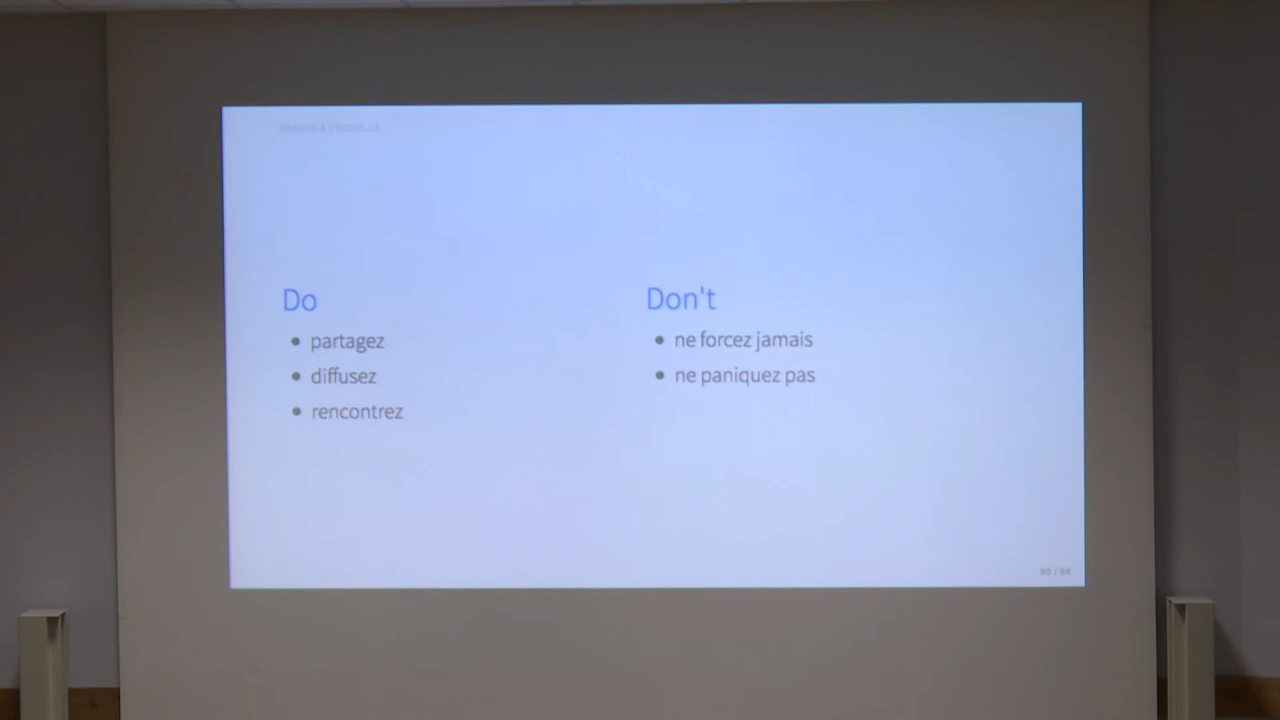 Do
partagez
diffusez
rencontrez
Don't
ne forcez jamais
ne paniquez pas